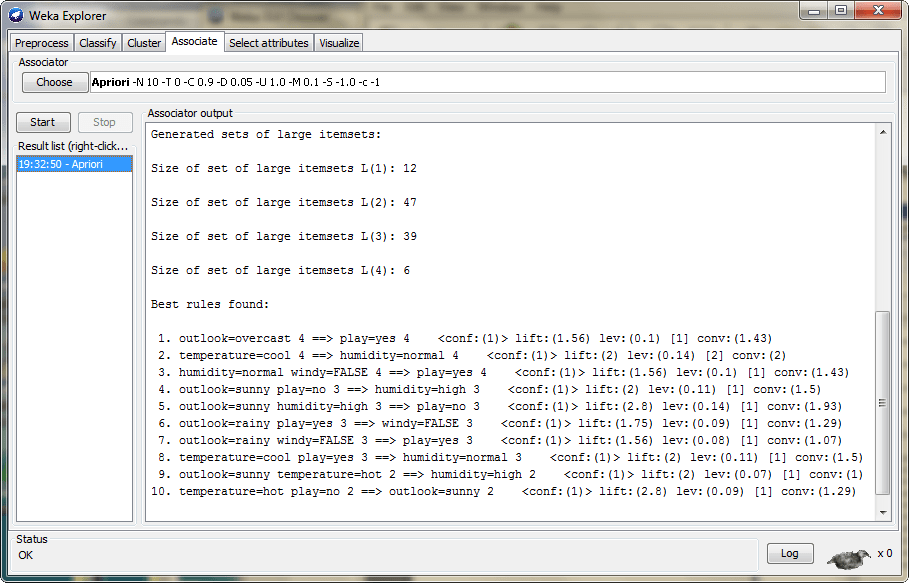 Weka Explorer
Preprocess Classify Cluster Associate Select attributes Visualize
Associator
Choose Apriori -N 10 -T 0 -C 0.9 -D 0.05 -U 1.0 -M 0.1 -S -1.0 -c -1
Start Stop
Result list (right-click...
19:32:50 - Apriori
Associator output
Generated sets of large itemsets:
Size of set of large itemsets L(1): 12
Size of set of large itemsets L(2): 47
Size of set of large itemsets L(3): 39
Size of set of large itemsets L(4): 6
Best rules found:
1. outlook=overcast 4 ==> play=yes 4 <conf:(1)> lift:(1.56) lev:(0.1) [1] conv:(1.43)
2. temperature=cool 4 ==> humidity=normal 4 <conf:(1)> lift:(2) lev:(0.14) [2] conv:(2)
3. humidity=normal windy=FALSE 4 ==> play=yes 4 <conf:(1)> lift:(1.56) lev:(0.1) [1] conv:(1.43)
4. outlook=sunny play=no 3 ==> humidity=high 3 <conf:(1)> lift:(2) lev:(0.11) [1] conv:(1.5)
5. outlook=sunny humidity=high 3 ==> play=no 3 <conf:(1)> lift:(2.8) lev:(0.14) [1] conv:(1.93)
6. outlook=rainy play=yes 3 ==> windy=FALSE 3 <conf:(1)> lift:(1.75) lev:(0.09) [1] conv:(1.29)
7. outlook=rainy windy=FALSE 3 ==> play=yes 3 <conf:(1)> lift:(1.56) lev:(0.08) [1] conv:(1.07)
8. temperature=cool play=yes 3 ==> humidity=normal 3 <conf:(1)> lift:(2) lev:(0.11) [1] conv:(1.5)
9. outlook=sunny temperature=hot 2 ==> humidity=high 2 <conf:(1)> lift:(2) lev:(0.07) [1] conv:(1)
10. temperature=hot play=no 2 ==> outlook=sunny 2 <conf:(1)> lift:(2.8) lev:(0.09) [1] conv:(1.29)
Status
OK
Log
x 0